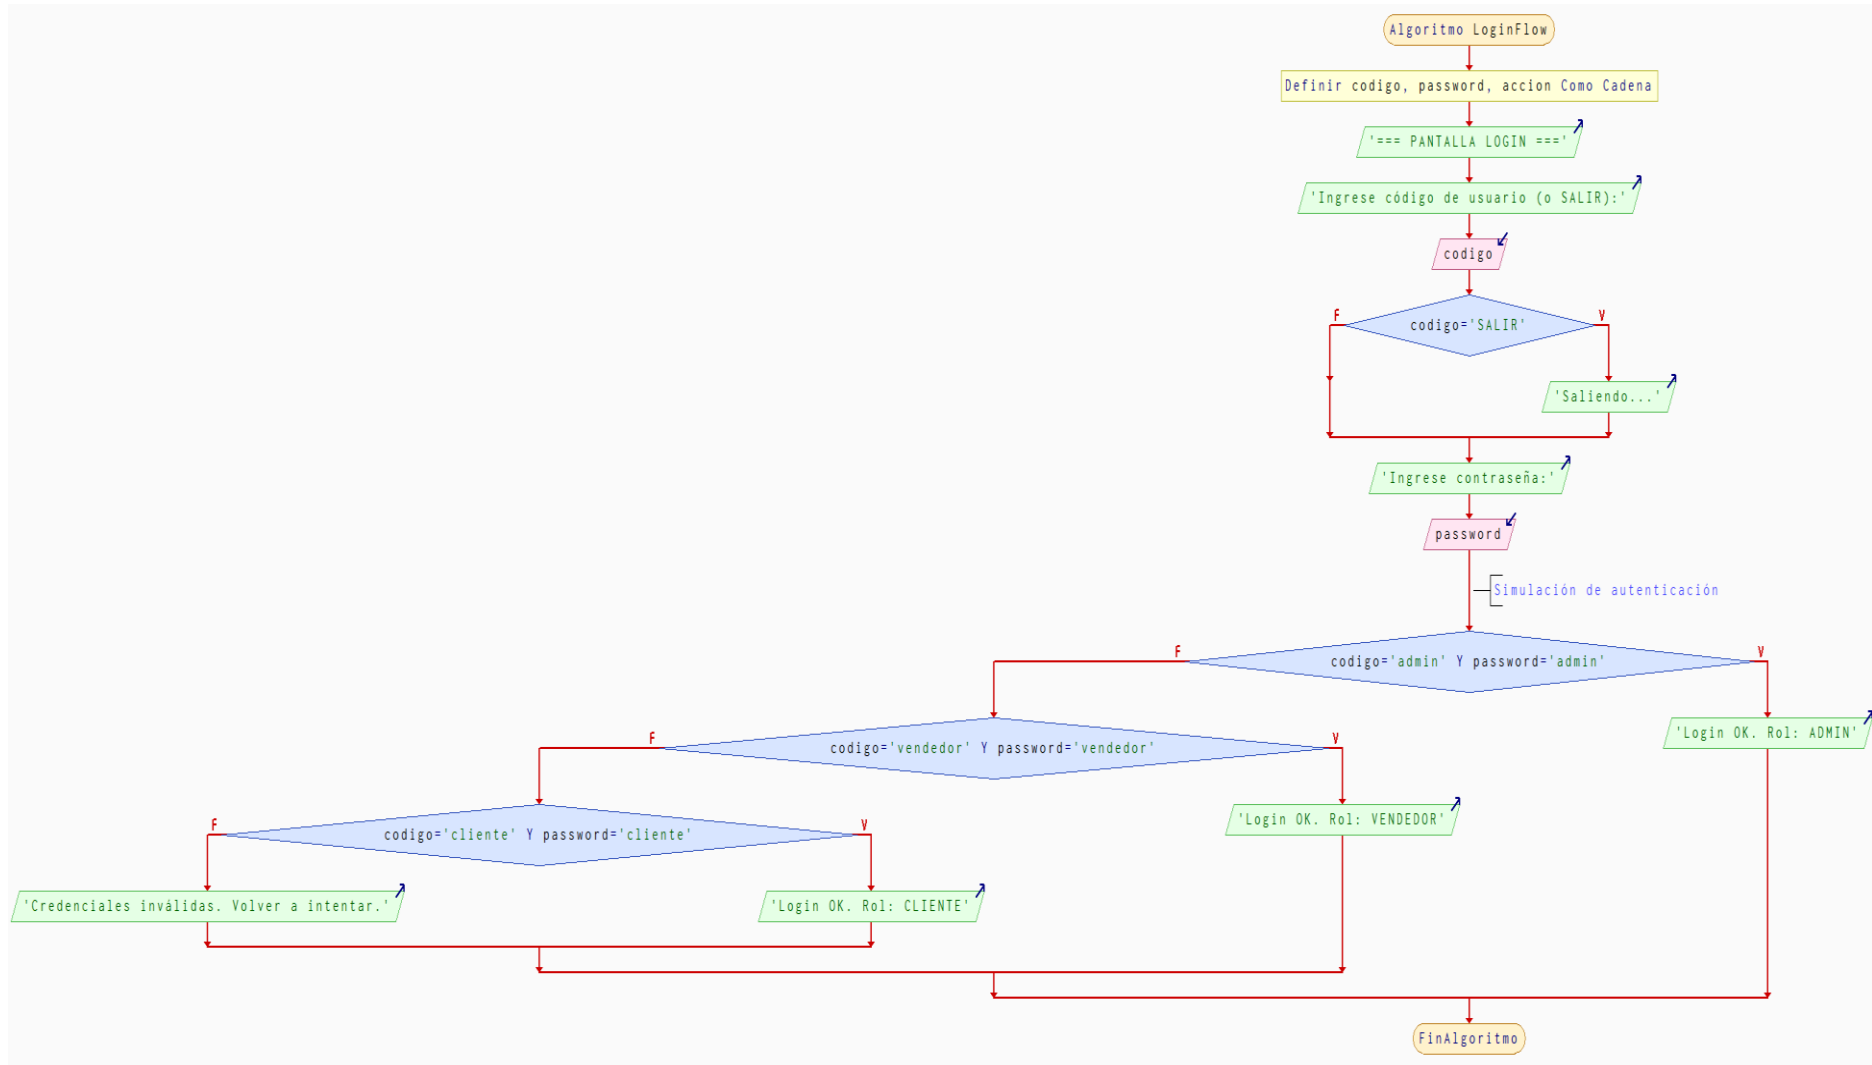 Algoritmo LoginFlow
Definir codigo, password, accion Como Cadena
'=== PANTALLA LOGIN ==='
'Ingrese código de usuario (o SALIR):'
codigo
F
V
codigo='SALIR'
'Saliendo...'
'Ingrese contraseña:'
password
Simulación de autenticación
F
V
codigo='admin' Y password='admin'
'Login OK. Rol: ADMIN'
F
V
codigo='vendedor' Y password='vendedor'
'Login OK. Rol: VENDEDOR'
F
V
codigo='cliente' Y password='cliente'
'Credenciales inválidas. Volver a intentar.'
'Login OK. Rol: CLIENTE'
FinAlgoritmo